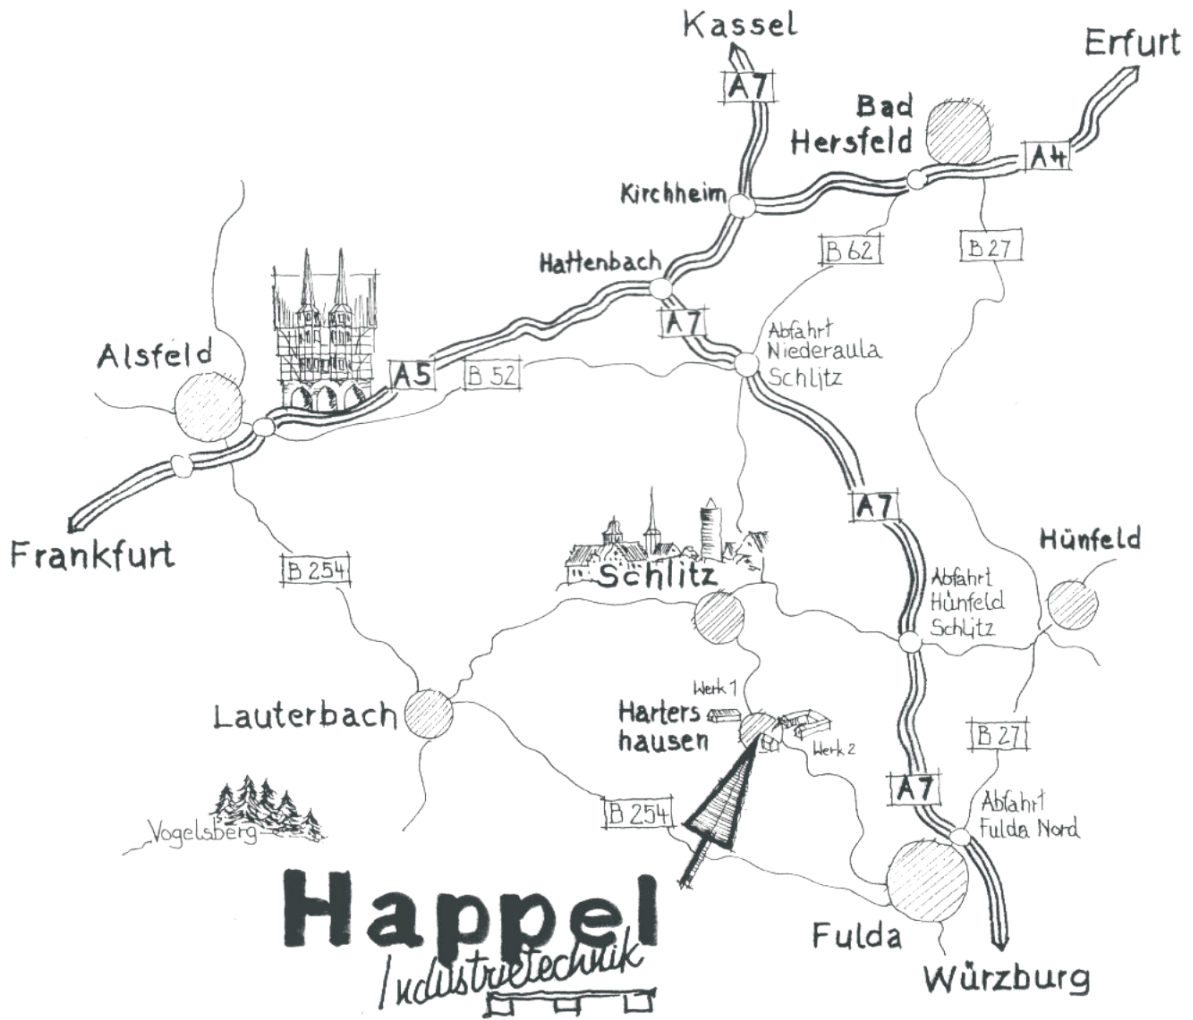 Kassel
Erfurt
A7
Bad
Hersfeld
A4
Kirchheim
B 62
B 27
Hattenbach
A7
Abfahrt
Niederaula
Schlitz
Alsfeld
A5
B 52
A7
Frankfurt
Hünfeld
B 254
Schlitz
Abfahrt
Hünfeld
Schlitz
Werk 1
Lauterbach
Harters
hausen
Werk 2
B 27
A7
Vogelsberg
B 254
Abfahrt
Fulda Nord
Happel
Industrietechnik
Fulda
Würzburg